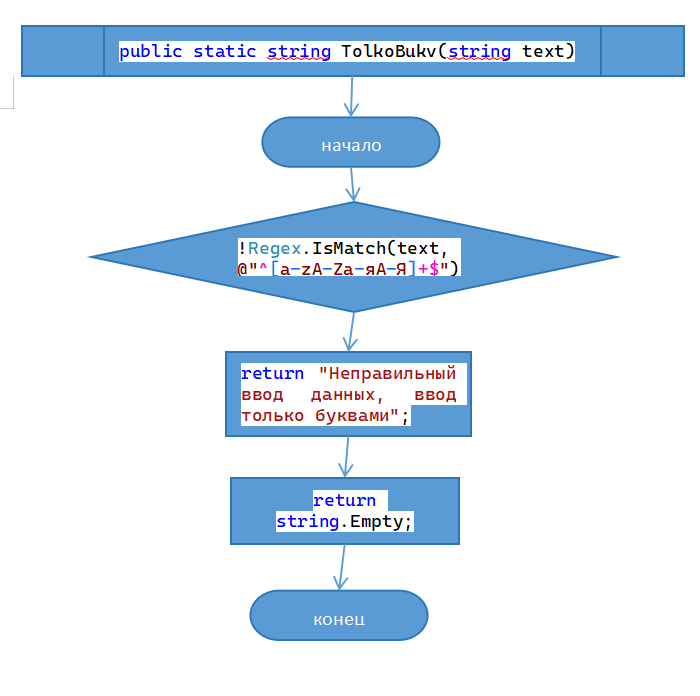 public static string TolkoBukv(string text)
начало
!Regex.IsMatch(text,
@"^[a-zA-Zа-яА-Я]+$")
return "Неправильный
ввод данных, ввод
только буквами";
return
string.Empty;
конец